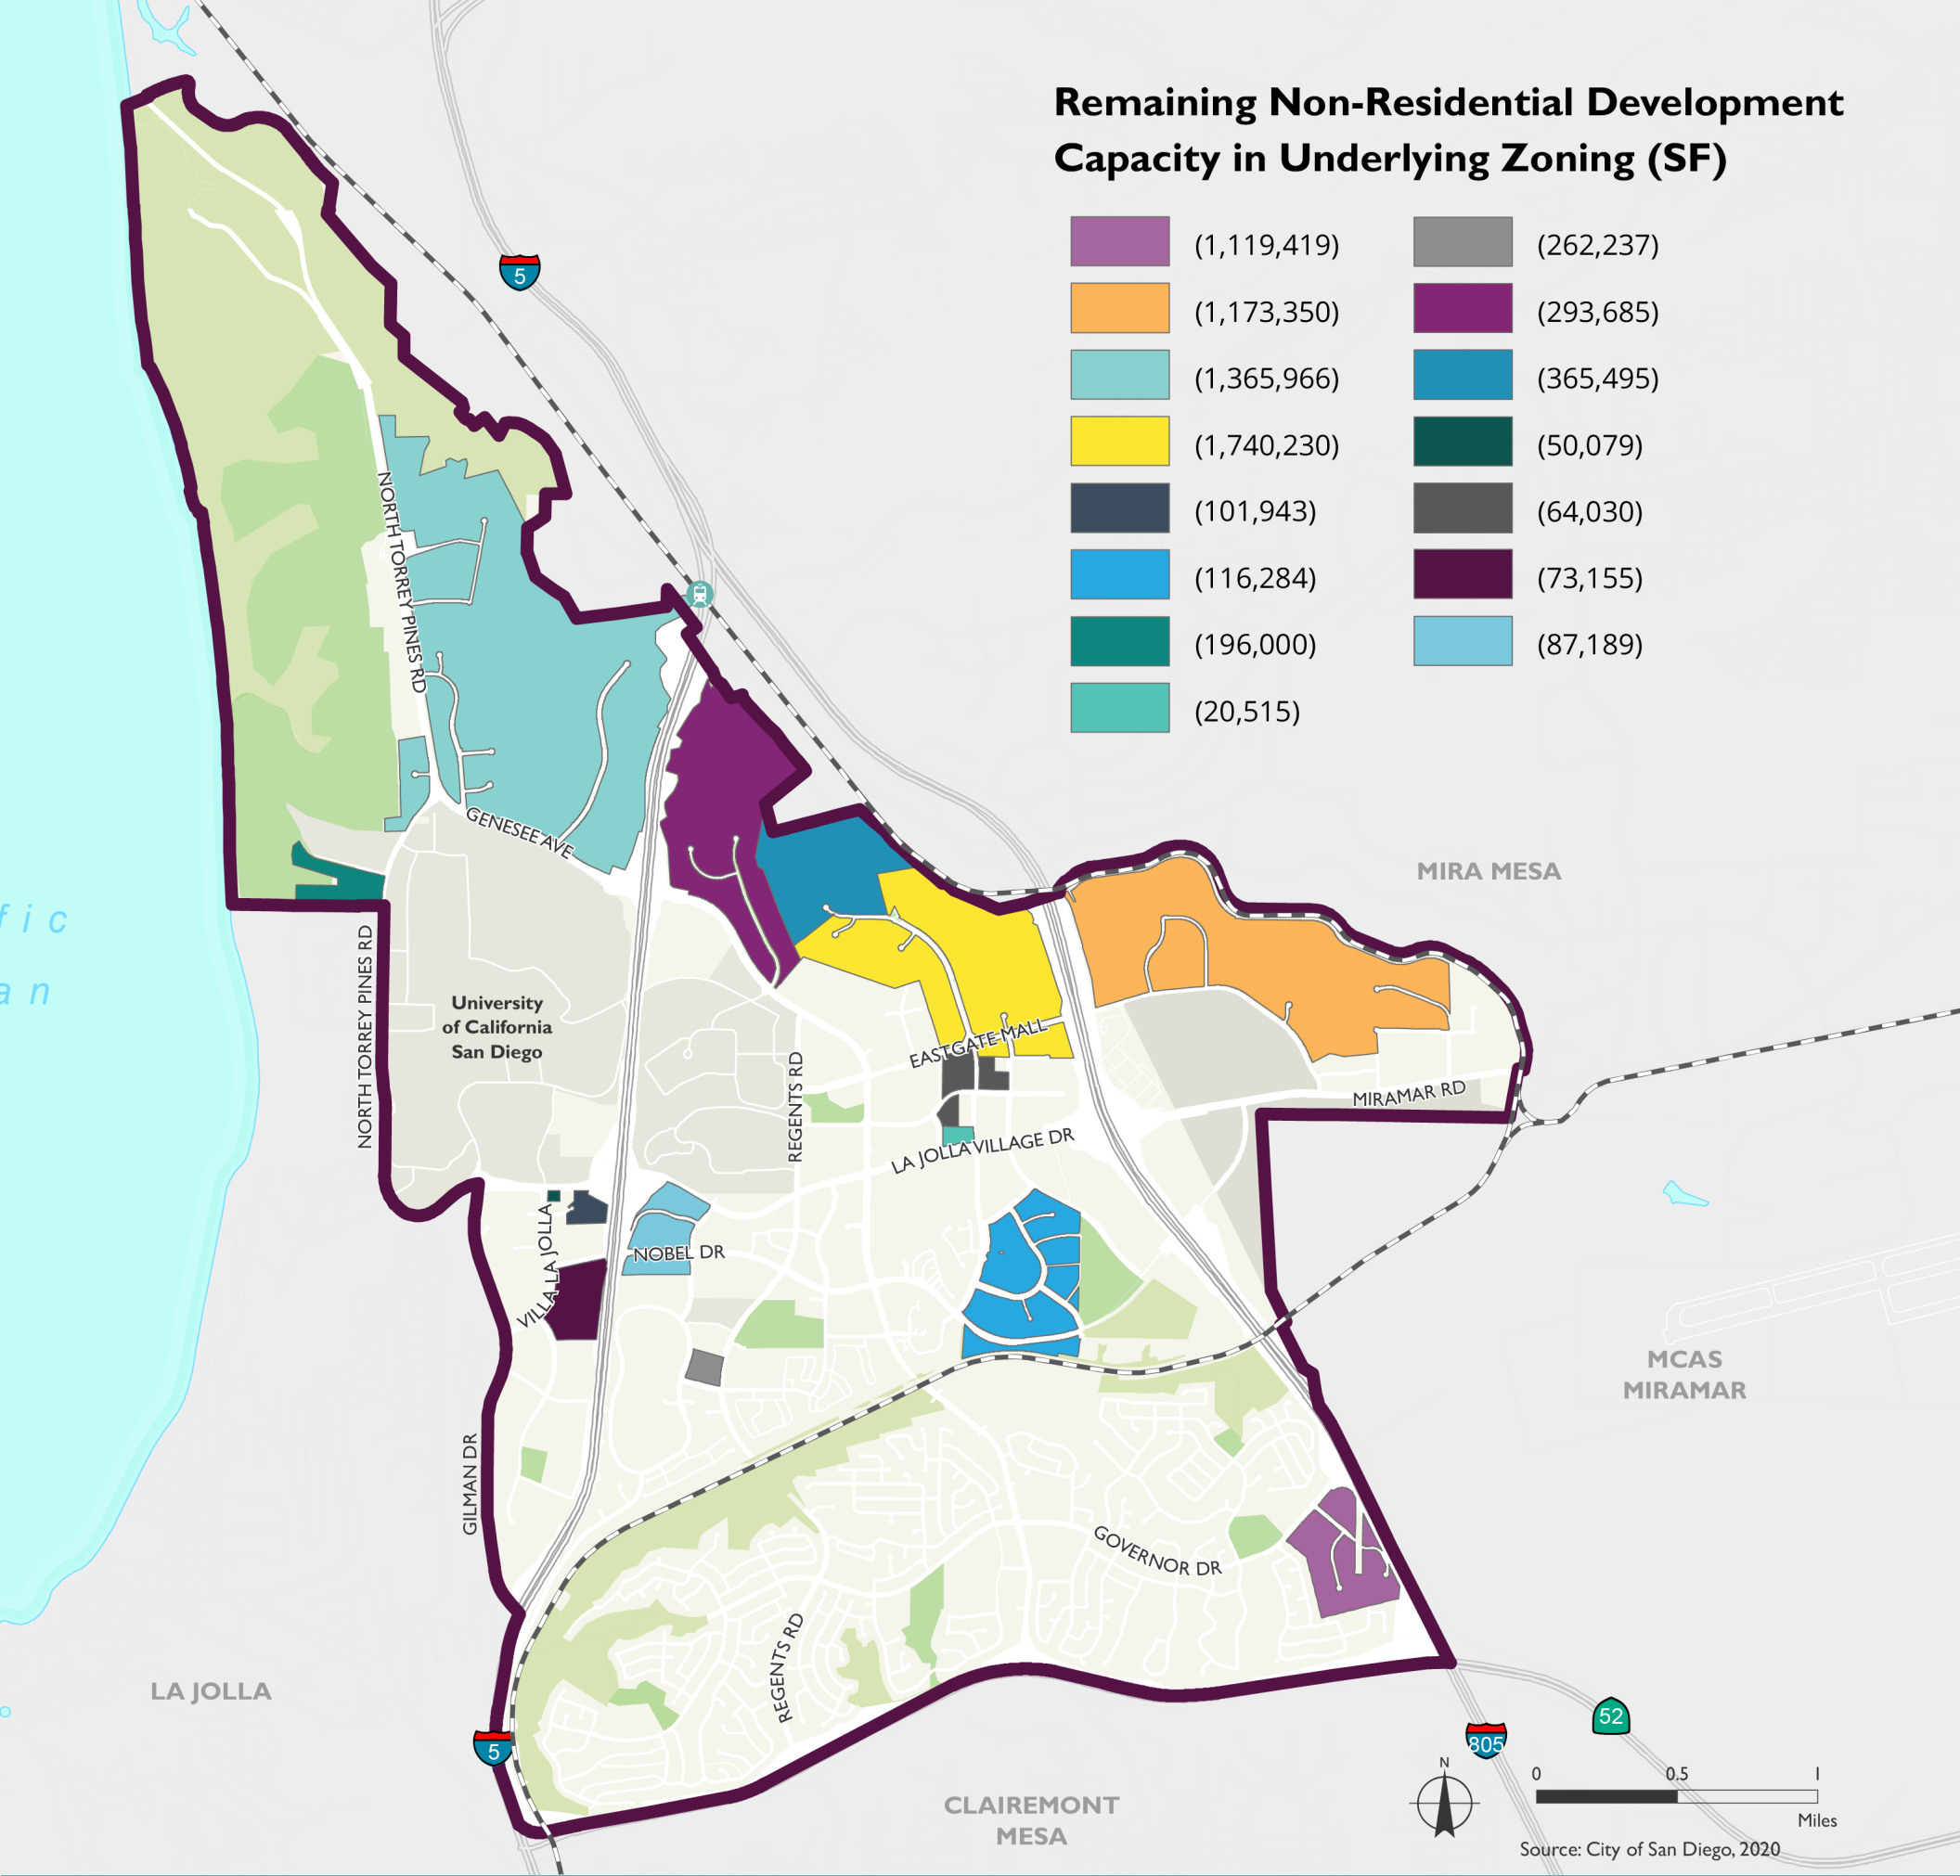 Remaining Non-Residential Development
Capacity in Underlying Zoning (SF)
(1,119,419)
(1,173,350)
(1,365,966)
(1,740,230)
(101,943)
(116,284)
(196,000)
(20,515)
(262,237)
(293,685)
(365,495)
(50,079)
(64,030)
(73,155)
(87,189)
5
NORTH TORREY PINES RD
GENESEE AVE
MIRA MESA
fic
an
NORTH TORREY PINES RD
University
of California
San Diego
REGENTS RD
EASTGATE MALL
MIRAMAR RD
LA JOLLA VILLAGE DR
VILLA LA JOLLA
NOBEL DR
MCAS
MIRAMAR
GILMAN DR
GOVERNOR DR
REGENTS RD
LA JOLLA
5
CLAIREMONT
MESA
805
52
N
0
0.5
1
Miles
Source: City of San Diego, 2020